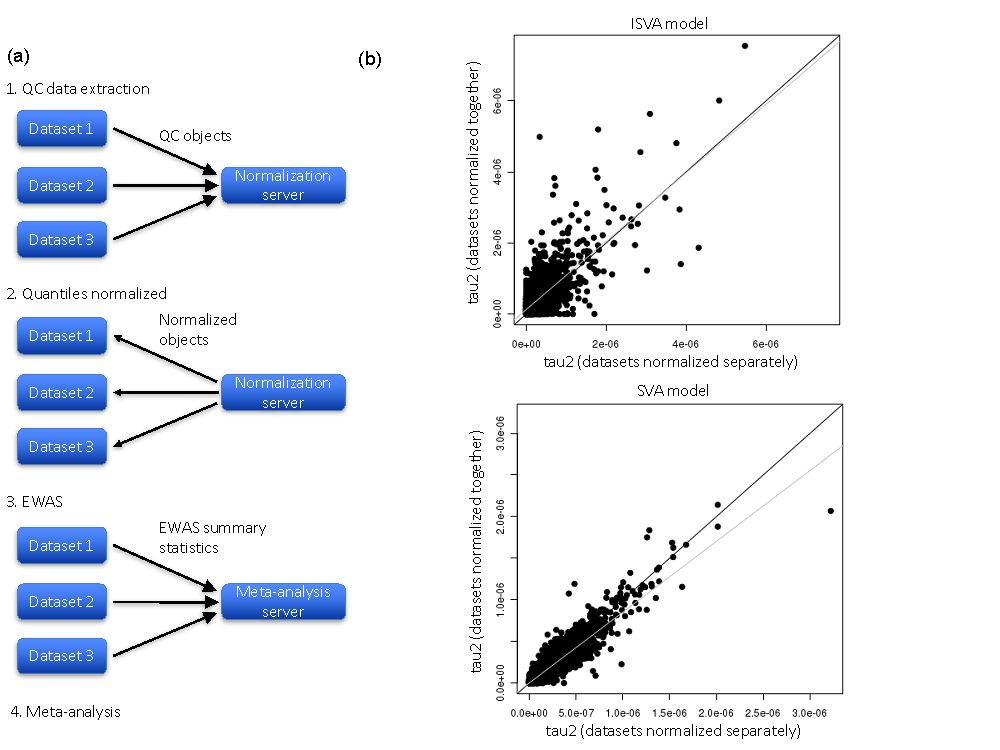 (a)
1. QC data extraction
Dataset 1
QC objects
Dataset 2
Normalization
server
Dataset 3
2. Quantiles normalized
Dataset 1
Normalized
objects
Dataset 2
Normalization
server
Dataset 3
3. EWAS
Dataset 1
EWAS summary
statistics
Dataset 2
Meta-analysis
server
Dataset 3
4. Meta-analysis
(b)
ISVA model
tau2 (datasets normalized together)
6e-06
4e-06
2e-06
0e+00
0e+00 2e-06 4e-06 6e-06
tau2 (datasets normalized separately)
SVA model
tau2 (datasets normalized together)
3.0e-06
2.0e-06
1.0e-06
0.0e+00
0.0e+00 5.0e-07 1.0e-06 1.5e-06 2.0e-06 2.5e-06 3.0e-06
tau2 (datasets normalized separately)